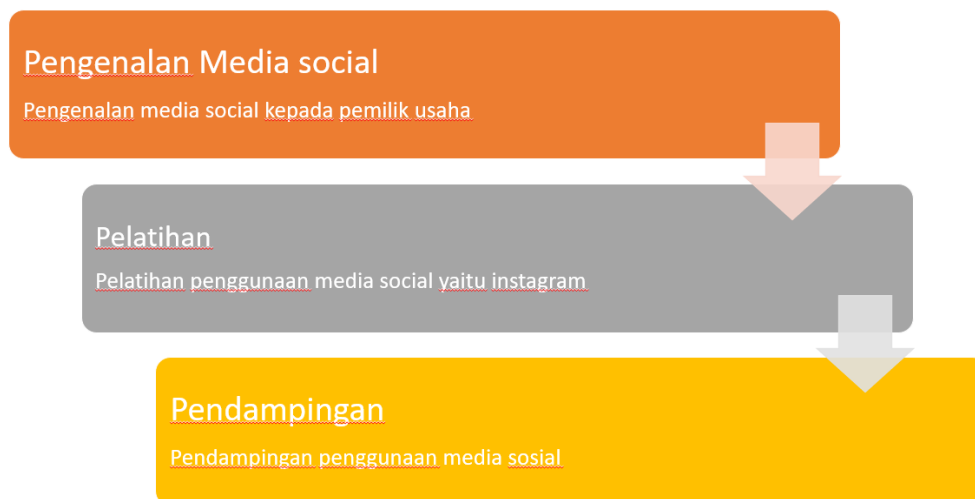 Pengenalan Media social
Pengenalan media social kepada pemilik usaha
Pelatihan
Pelatihan penggunaan media social yaitu instagram
Pendampingan
Pendampingan penggunaan media sosial